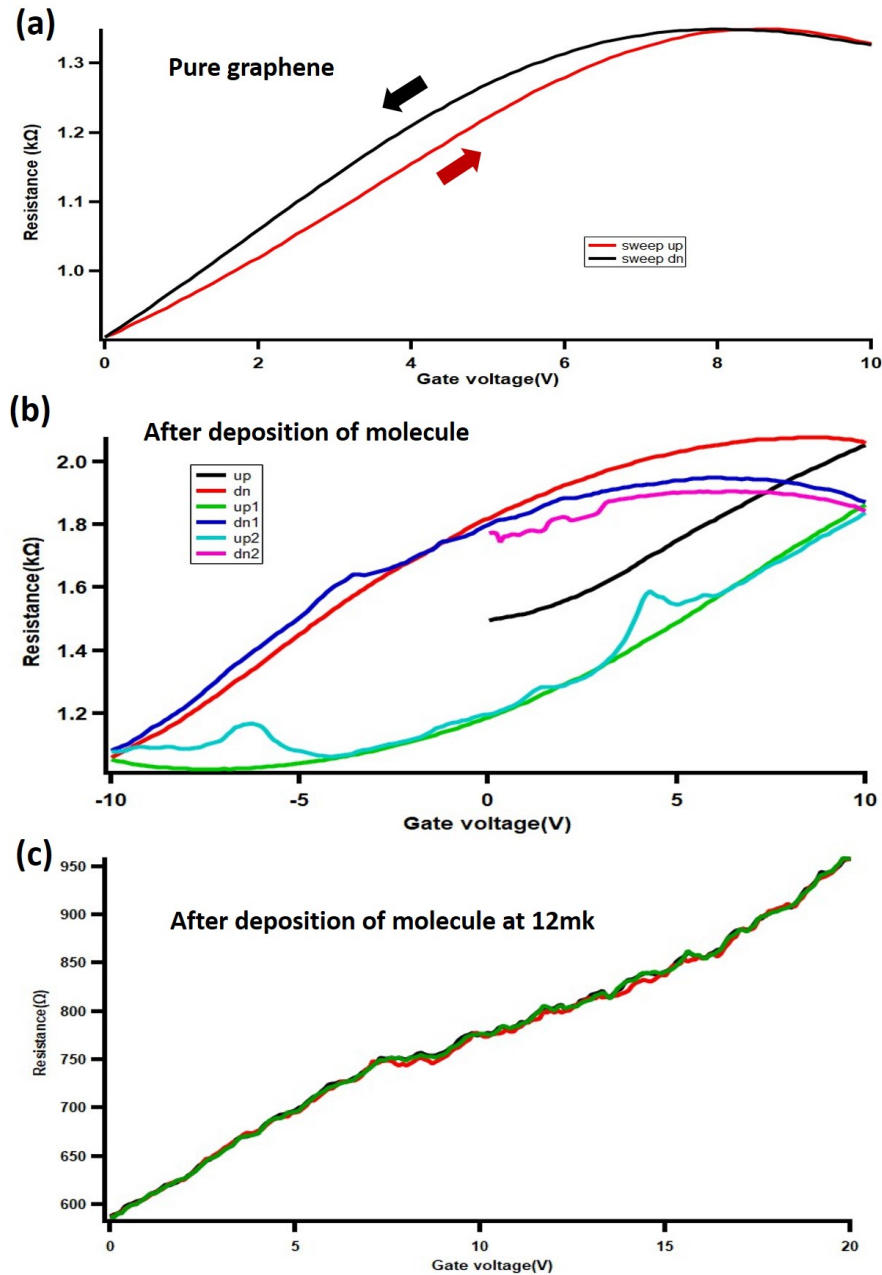 (a)
Pure graphene
Resistance (kΩ)
1.3
1.2
1.1
1.0
sweep up
sweep dn
0 2 4 6 8 10
Gate voltage(V)
(b)
After deposition of molecule
Resistance(kΩ)
2.0
1.8
1.6
1.4
1.2
up
dn
up1
dn1
up2
dn2
-10 -5 0 5 10
Gate voltage(V)
(c)
After deposition of molecule at 12mk
Resistance(Ω)
950
900
850
800
750
700
650
600
0 5 10 15 20
Gate voltage(V)